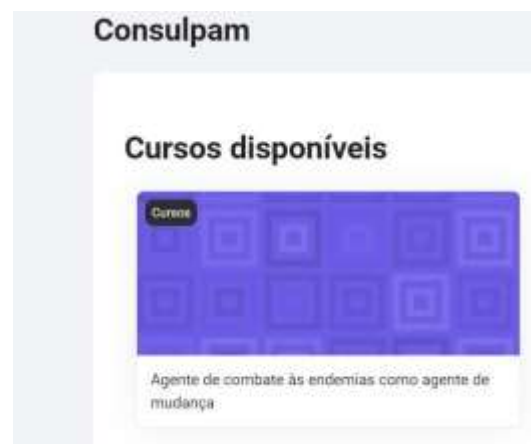 Consulpam
Cursos disponíveis
Cursos
Agente de combate às endemias como agente de
mudança